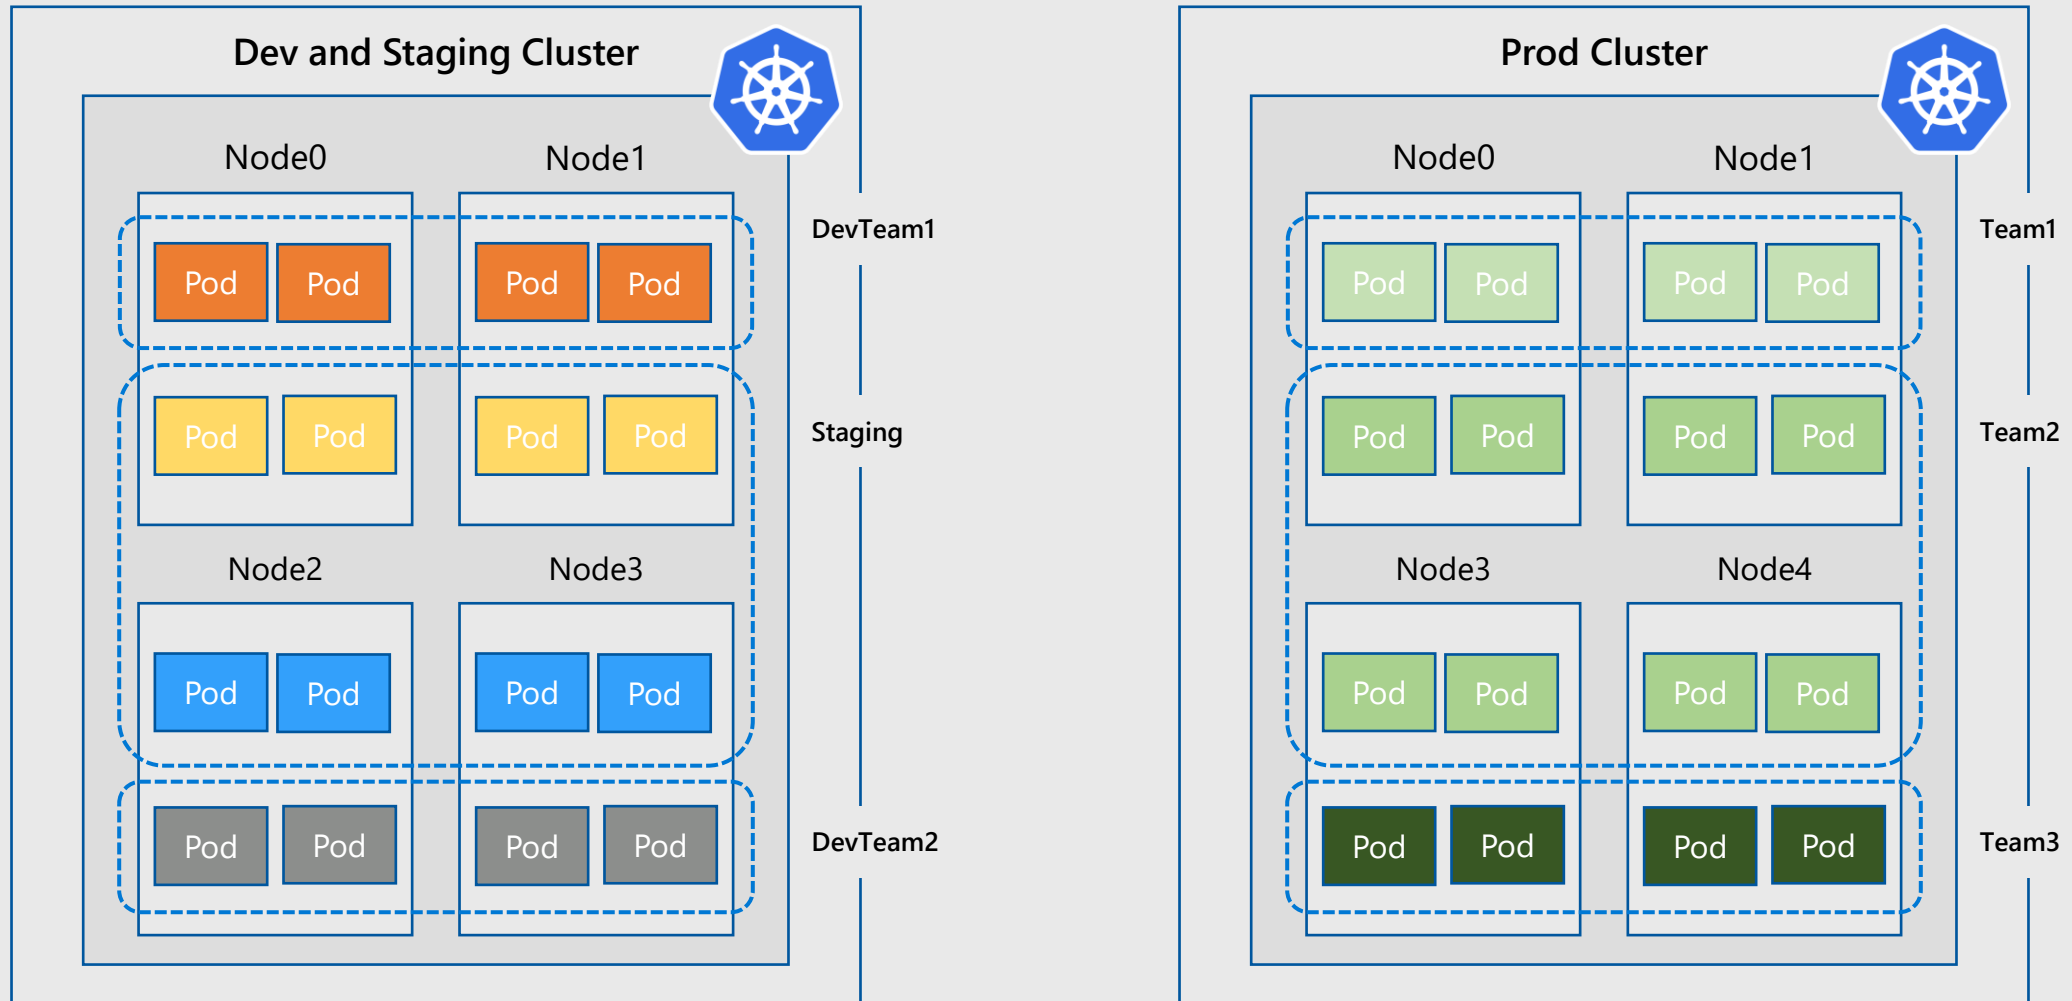 Dev and Staging Cluster
Node0 Node1
DevTeam1
Pod Pod Pod Pod
Staging
Pod Pod Pod Pod
Node2 Node3
Pod Pod Pod Pod
DevTeam2
Pod Pod Pod Pod
Prod Cluster
Node0 Node1
Team1
Pod Pod Pod Pod
Team2
Pod Pod Pod Pod
Node3 Node4
Pod Pod Pod Pod
Team3
Pod Pod Pod Pod